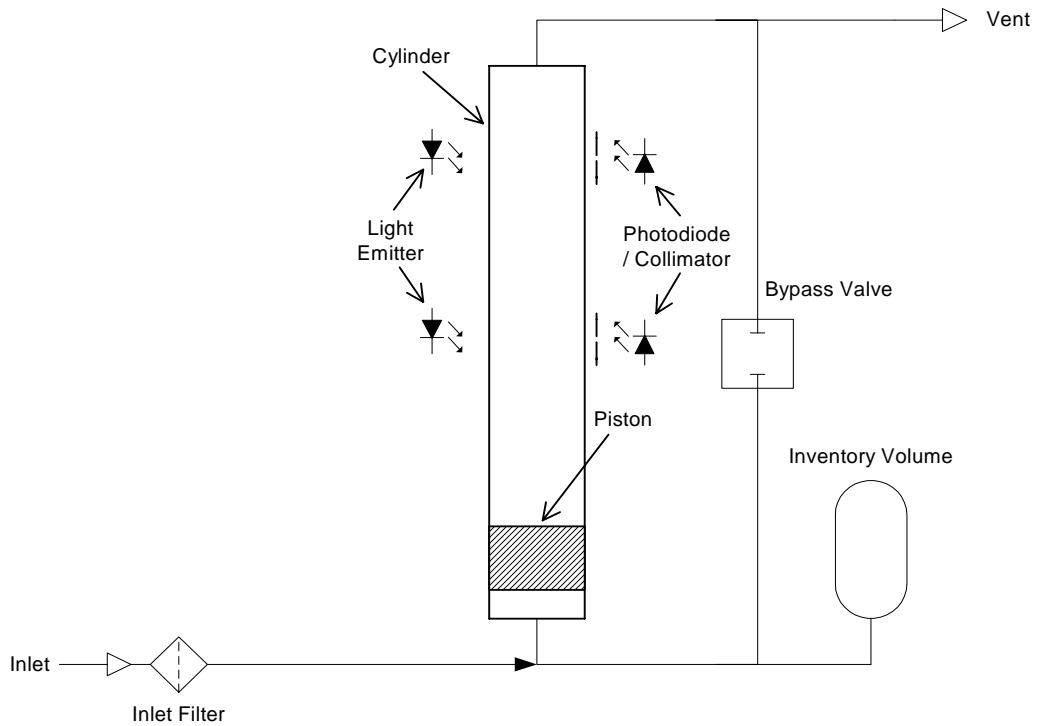 Vent
Cylinder
Light
Emitter
Photodiode
/ Collimator
Bypass Valve
Piston
Inventory Volume
Inlet
Inlet Filter